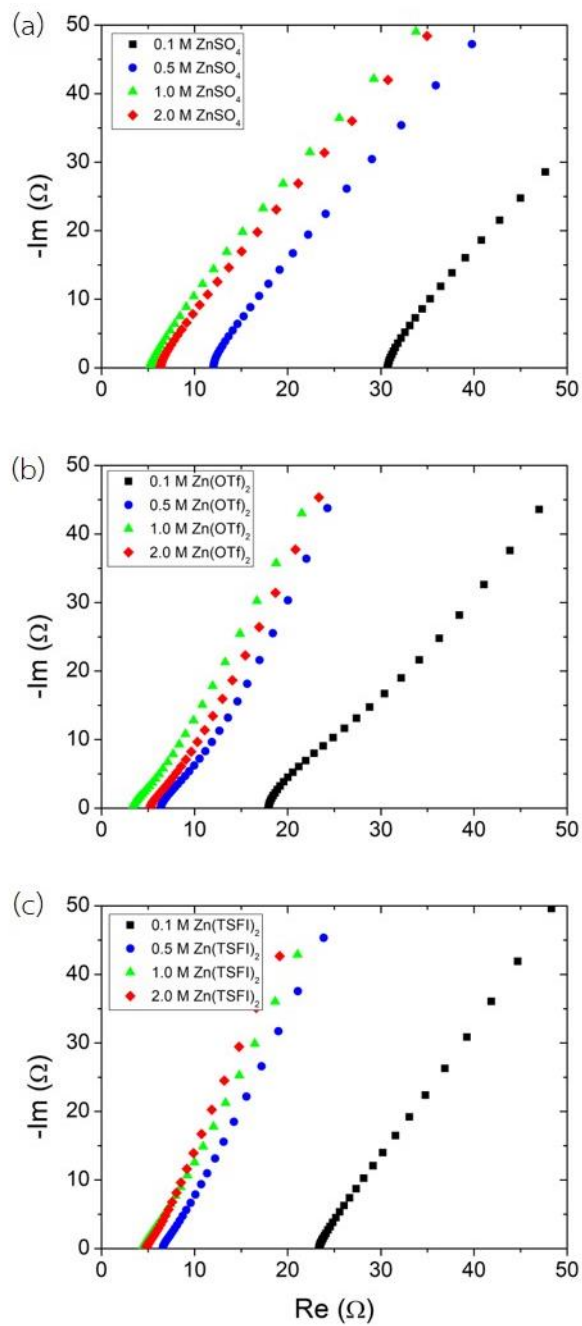 (a)
0.1 M ZnSO₄
0.5 M ZnSO₄
1.0 M ZnSO₄
2.0 M ZnSO₄
50
40
30
20
10
0
-Im (Ω)
0 10 20 30 40 50
(b)
0.1 M Zn(OTf)₂
0.5 M Zn(OTf)₂
1.0 M Zn(OTf)₂
2.0 M Zn(OTf)₂
50
40
30
20
10
0
-Im (Ω)
0 10 20 30 40 50
(c)
0.1 M Zn(TSFI)₂
0.5 M Zn(TSFI)₂
1.0 M Zn(TSFI)₂
2.0 M Zn(TSFI)₂
50
40
30
20
10
0
-Im (Ω)
0 10 20 30 40 50
Re (Ω)